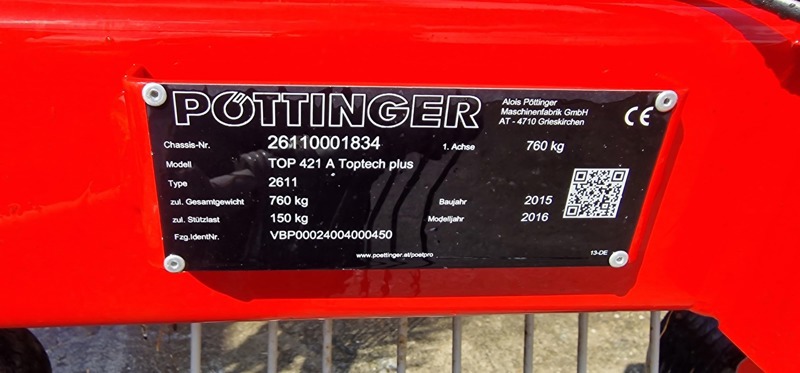 PÖTTINGER
Alois Pöttinger
Maschinenfabrik GmbH
AT - 4710 Grieskirchen
CE
Chassis-Nr. 26110001834 1. Achse 760 kg
Modell TOP 421 A Toptech plus
Type 2611
zul. Gesamtgewicht 760 kg Baujahr 2015
zul. Stützlast 150 kg Modelljahr 2016
Fzg.IdentNr. VBP00024004000450
www.poettinger.at/poetpro 13-DE